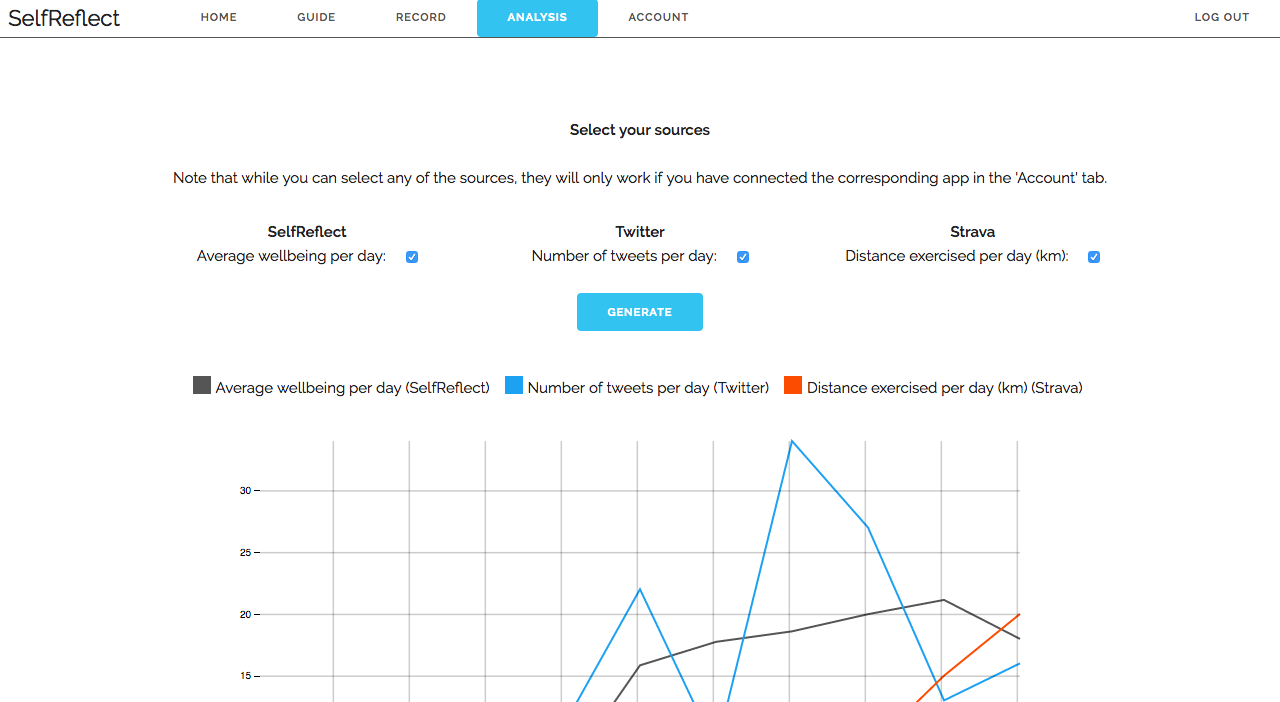 SelfReflect HOME GUIDE RECORD ANALYSIS ACCOUNT LOG OUT
Select your sources
Note that while you can select any of the sources, they will only work if you have connected the corresponding app in the 'Account' tab.
SelfReflect Twitter Strava
Average wellbeing per day: Number of tweets per day: Distance exercised per day (km):
GENERATE
Average wellbeing per day (SelfReflect) Number of tweets per day (Twitter) Distance exercised per day (km) (Strava)
30
25
20
15